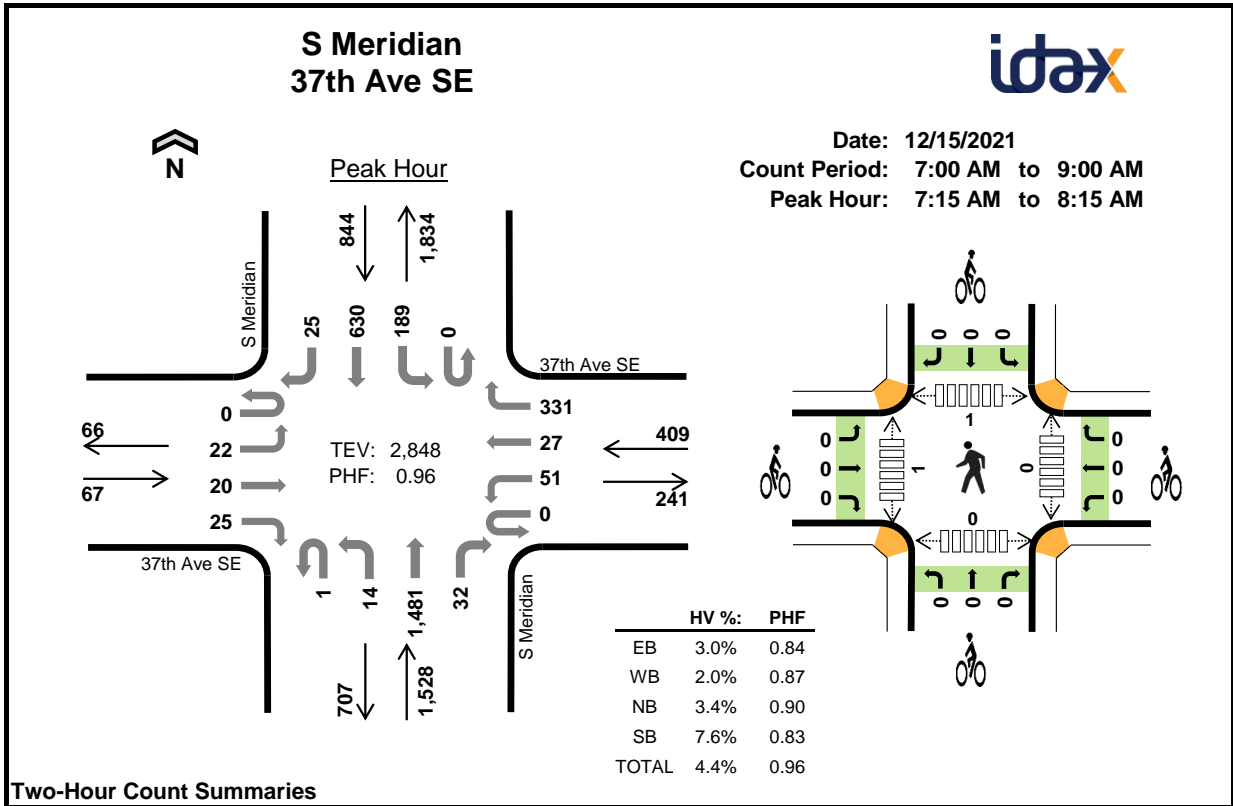 S Meridian
37th Ave SE
idax
N
Peak Hour
Date: 12/15/2021
Count Period: 7:00 AM to 9:00 AM
Peak Hour: 7:15 AM to 8:15 AM
844
1,834
S Meridian
25
630
189
0
37th Ave SE
0
22
20
25
66
67
TEV: 2,848
PHF: 0.96
331
27
51
0
409
241
37th Ave SE
1
14
1,481
32
S Meridian
707
1,528
0
0
0
1
0
0
0
1
0
0
0
0
0
0
0
0
HV %: PHF
EB 3.0% 0.84
WB 2.0% 0.87
NB 3.4% 0.90
SB 7.6% 0.83
TOTAL 4.4% 0.96
Two-Hour Count Summaries